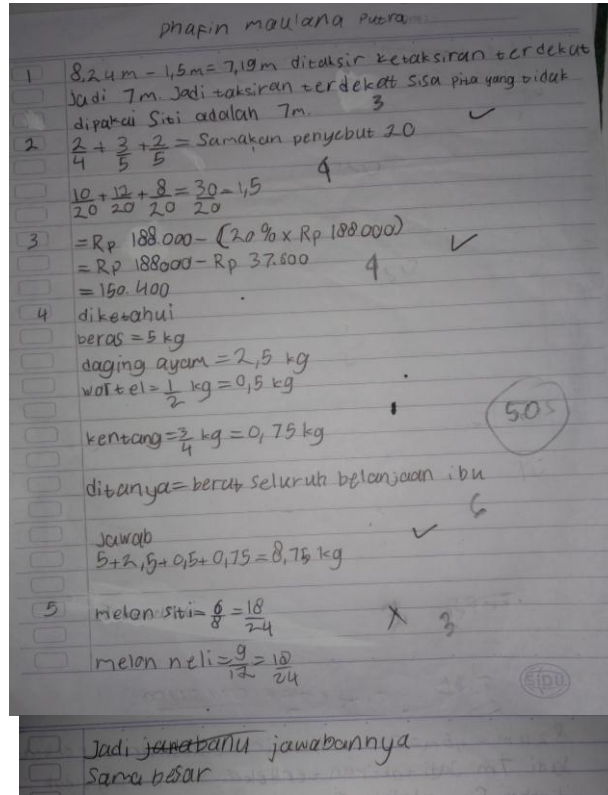 phafin maulana putra
1 8,24m - 1,5m = 7,19m ditaksir ketaksiran terdekat
Jadi 7m. Jadi taksiran terdekat sisa pita yang tidak
dipakai Siti adalah 7m. 3 ✓
2 2/4 + 3/5 + 2/5 = Samakan penyebut 20
4
10/20 + 12/20 + 8/20 = 30/20 = 1,5
3 = Rp 188.000 - (20% x Rp 188.000) ✓
= Rp 188000 - Rp 37.600 4
= 150.400
4 diketahui
beras = 5 kg
daging ayam = 2,5 kg
wortel = 1/2 kg = 0,5 kg
50
kentang = 3/4 kg = 0,75 kg
ditanya = berat seluruh belanjaan ibu
6
Jawab ✓
5+2,5+0,5+0,75 = 8,75 kg
5 melon siti = 6/8 = 18/24 X 3
melon neli = 9/12 = 18/24
SIDU
Jadi jawabannya
Sama besar